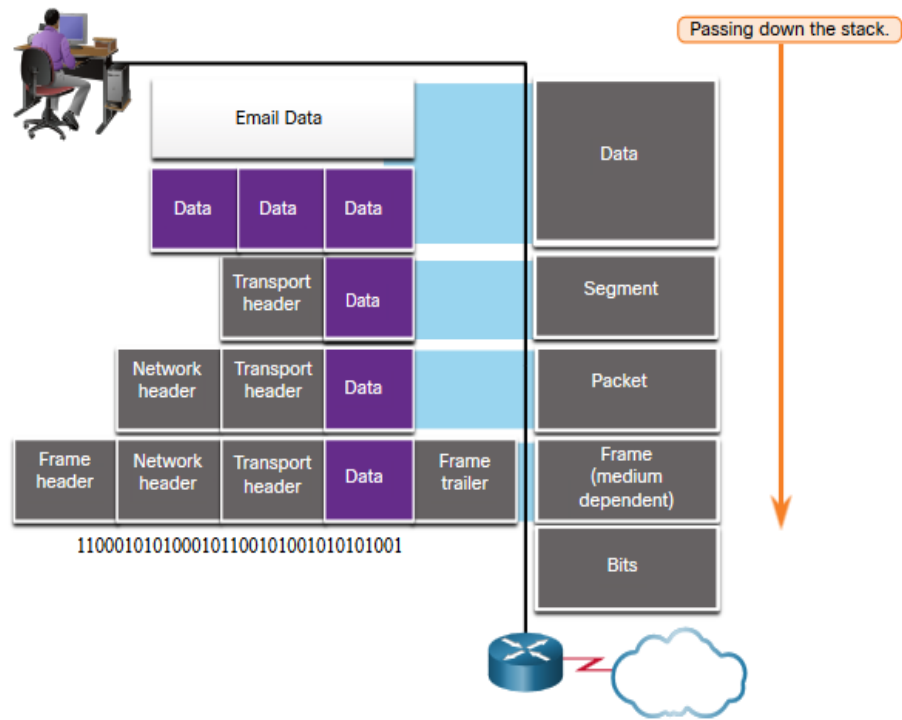 Passing down the stack.
Email Data
Data
Data
Data
Data
Transport
header
Data
Segment
Network
header
Transport
header
Data
Packet
Frame
header
Network
header
Transport
header
Data
Frame
trailer
Frame
(medium
dependent)
1100010101000101100101001010101001
Bits